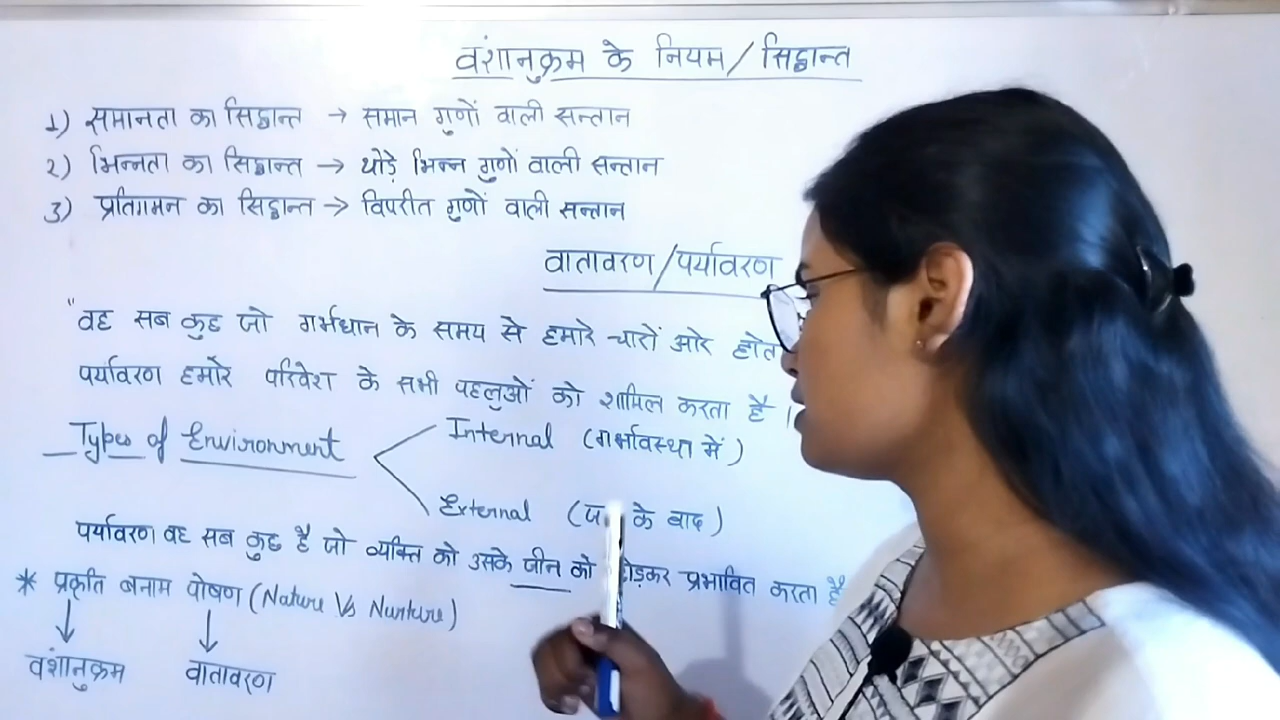 वंशानुक्रम के नियम / सिद्धान्त
1) समानता का सिद्धान्त → समान गुणों वाली सन्तान
2) भिन्नता का सिद्धान्त → थोड़े भिन्न गुणों वाली सन्तान
3) प्रतिगमन का सिद्धान्त → विपरीत गुणों वाली सन्तान
वातावरण/पर्यावरण
"वह सब कुछ जो गर्भधान के समय से हमारे चारों ओर
पर्यावरण हमारे परिवेश के सभी पहलुओं को शामिल करता है।
Types of Environment
Internal (गर्भावस्था में)
External ( के बाद)
पर्यावरण वह सब कुछ है जो व्यक्ति को उसके जीन को प्रभावित करता है
* प्रकृति बनाम पोषण (Nature Vs Nurture)
↓ ↓
वंशानुक्रम वातावरण